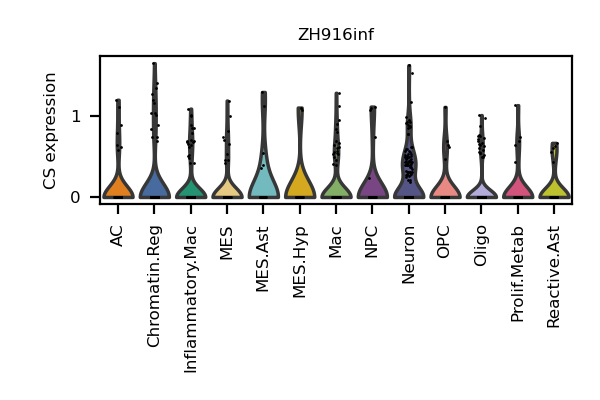 ZH916inf
CS expression
1
0
AC
Chromatin.Reg
Inflammatory.Mac
MES
MES.Ast
MES.Hyp
Mac
NPC
Neuron
OPC
Oligo
Prolif.Metab
Reactive.Ast